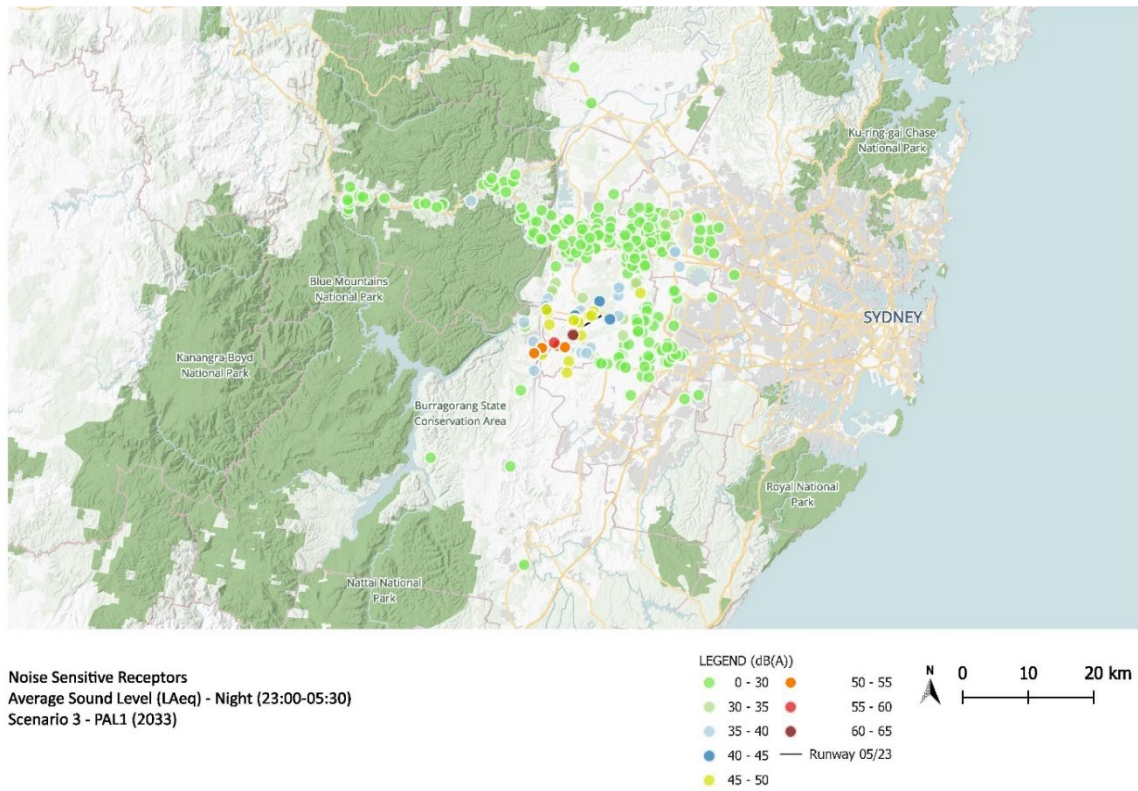 Ku-ring-gai Chase
National Park
Blue Mountains
National Park
SYDNEY
Kanangra-Boyd
National Park
Burragorang State
Conservation Area
Royal National
Park
Nattai National
Park
Noise Sensitive Receptors
Average Sound Level (LAeq) - Night (23:00-05:30)
Scenario 3 - PAL1 (2033)
LEGEND (dB(A))
0 - 30
30 - 35
35 - 40
40 - 45
45 - 50
50 - 55
55 - 60
60 - 65
Runway 05/23
N
0 10 20 km